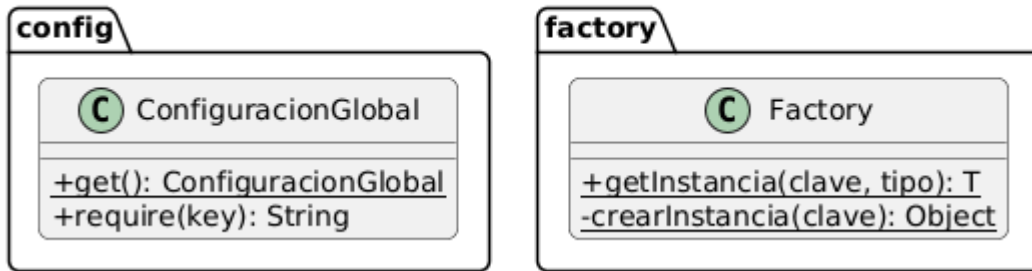 config
C ConfiguracionGlobal
+get(): ConfiguracionGlobal
+require(key): String
factory
C Factory
+getInstancia(clave, tipo): T
-crearInstancia(clave): Object